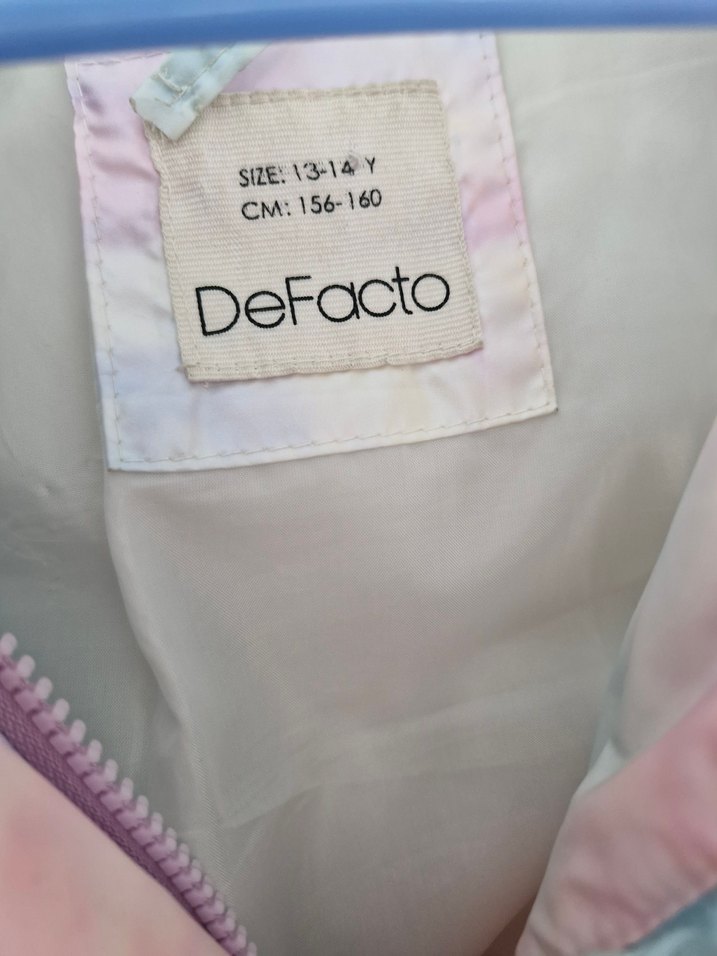 SIZE: 13-14 Y
CM: 156-160
DeFacto